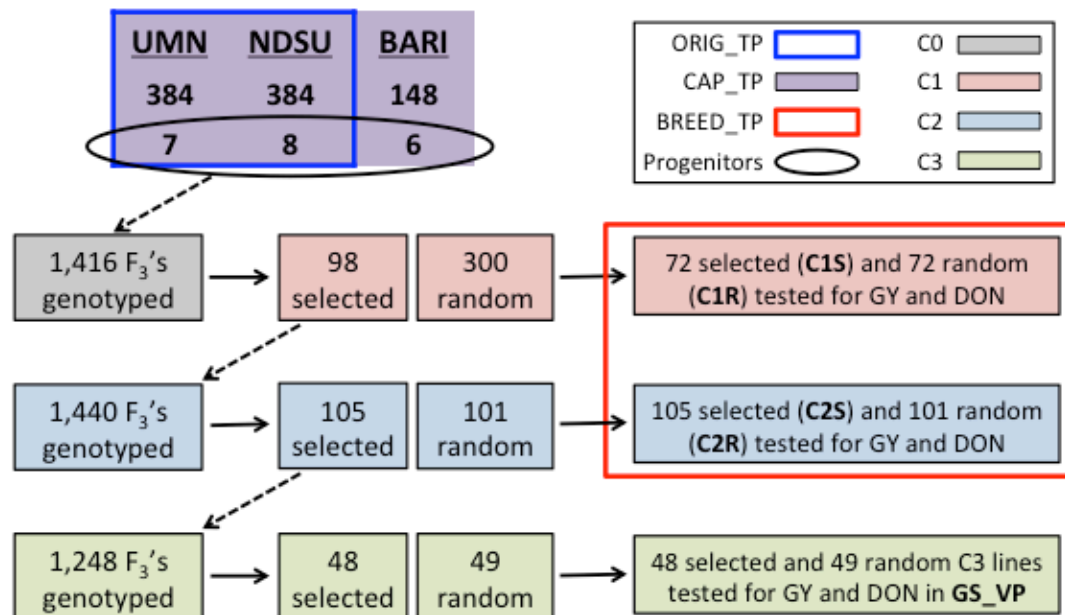 UMN NDSU BARI
384 384 148
7 8 6
ORIG_TP C0
CAP_TP C1
BREED_TP C2
Progenitors C3
1,416 F₃'s
genotyped
98
selected
300
random
72 selected (C1S) and 72 random
(C1R) tested for GY and DON
1,440 F₃'s
genotyped
105
selected
101
random
105 selected (C2S) and 101 random
(C2R) tested for GY and DON
1,248 F₃'s
genotyped
48
selected
49
random
48 selected and 49 random C3 lines
tested for GY and DON in GS_VP